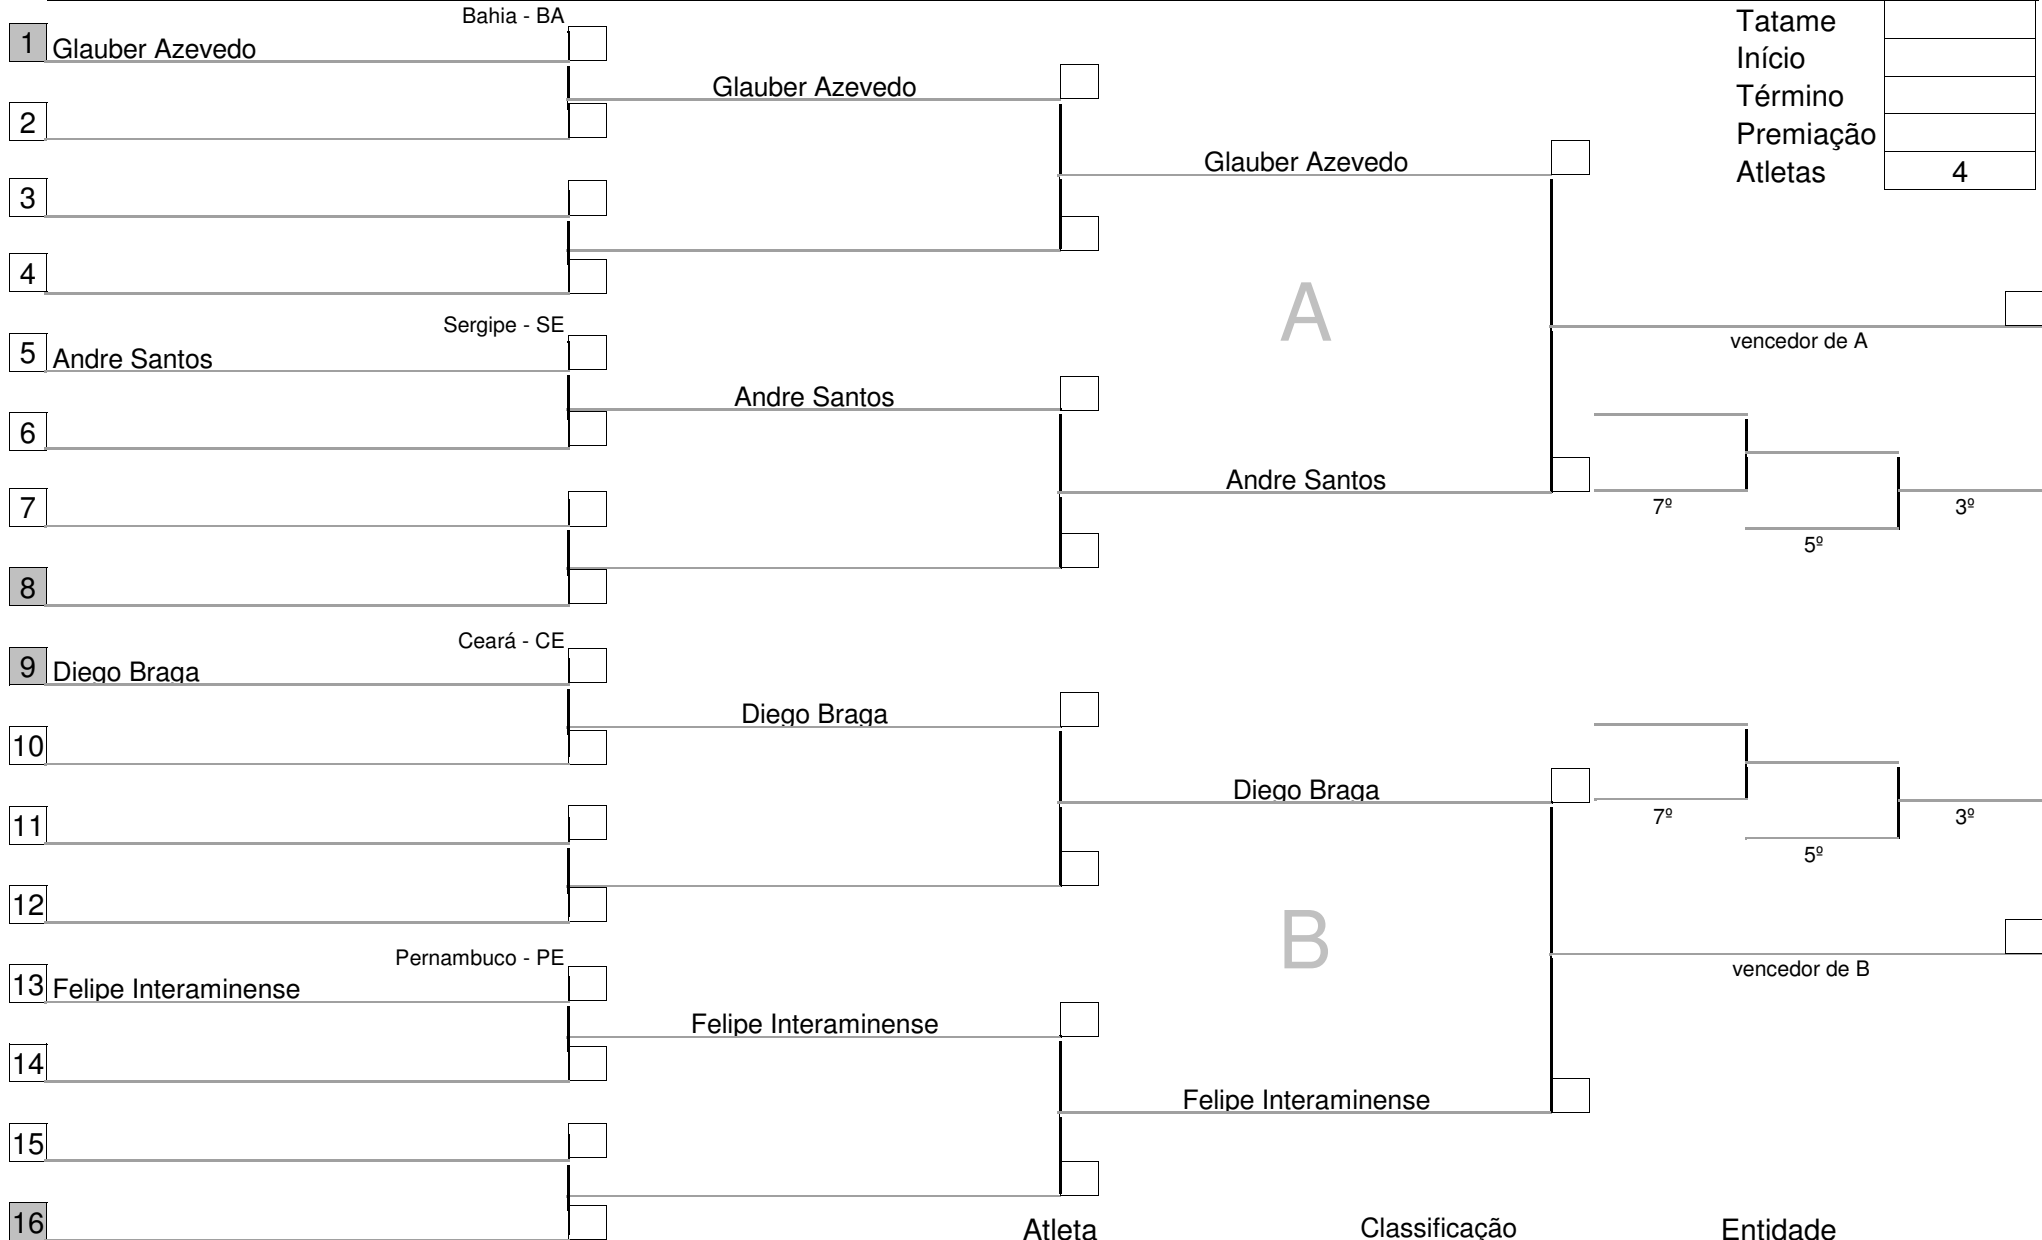 Bahia - BA
1 Glauber Azevedo
Glauber Azevedo
2
Glauber Azevedo
3
4
A
Sergipe - SE
5 Andre Santos
Andre Santos
6
Andre Santos
7
8
Tatame
Início
Término
Premiação
Atletas 4
vencedor de A
7º
3º
5º
Ceará - CE
9 Diego Braga
Diego Braga
10
Diego Braga
11
12
B
Pernambuco - PE
13 Felipe Interaminense
Felipe Interaminense
14
Felipe Interaminense
15
16
7º
3º
5º
vencedor de B
Atleta Classificação Entidade